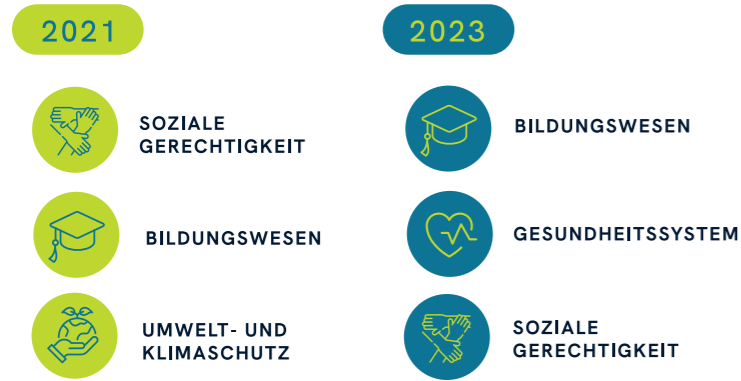 2021
SOZIALE
GERECHTIGKEIT
BILDUNGSWESEN
UMWELT- UND
KLIMASCHUTZ
2023
BILDUNGSWESEN
GESUNDHEITSSYSTEM
SOZIALE
GERECHTIGKEIT